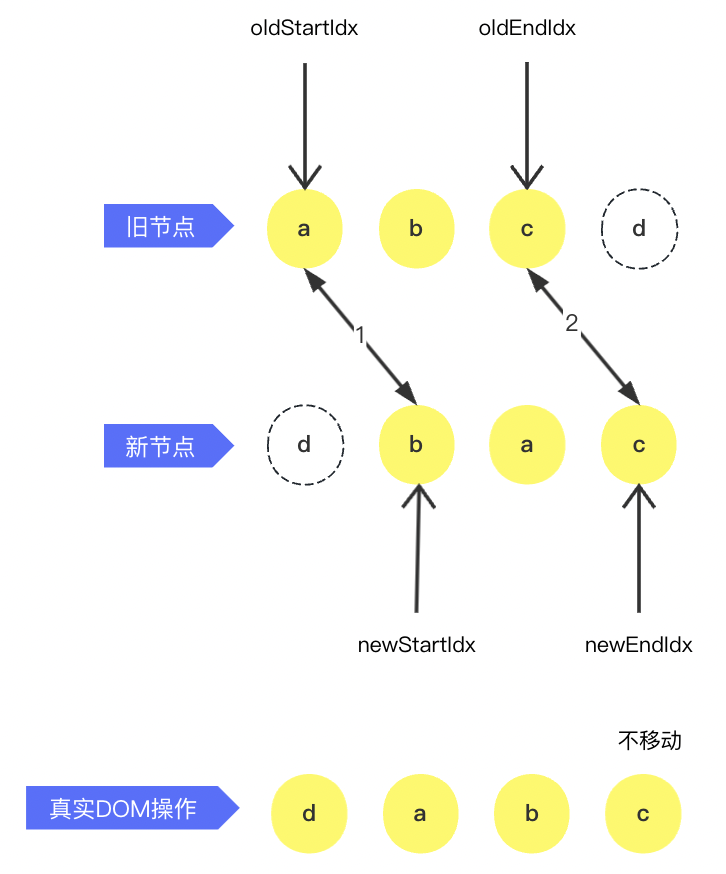 oldStartIdx oldEndIdx
旧节点 a b c d
1 2
新节点 d b a c
newStartIdx newEndIdx
不移动
真实DOM操作 d a b c